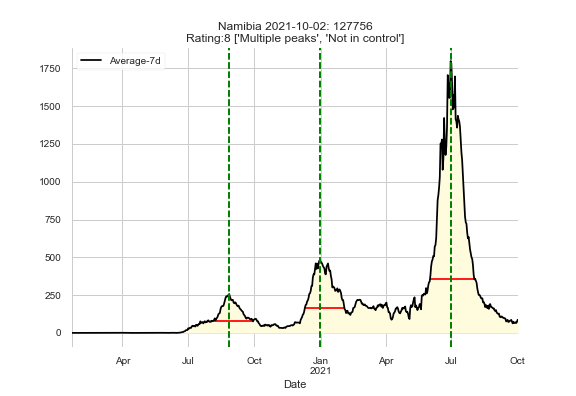 Namibia 2021-10-02: 127756
Rating:8 ['Multiple peaks', 'Not in control']
Average-7d
1750
1500
1250
1000
750
500
250
0
Apr Jul Oct Jan Apr Jul Oct
2021
Date